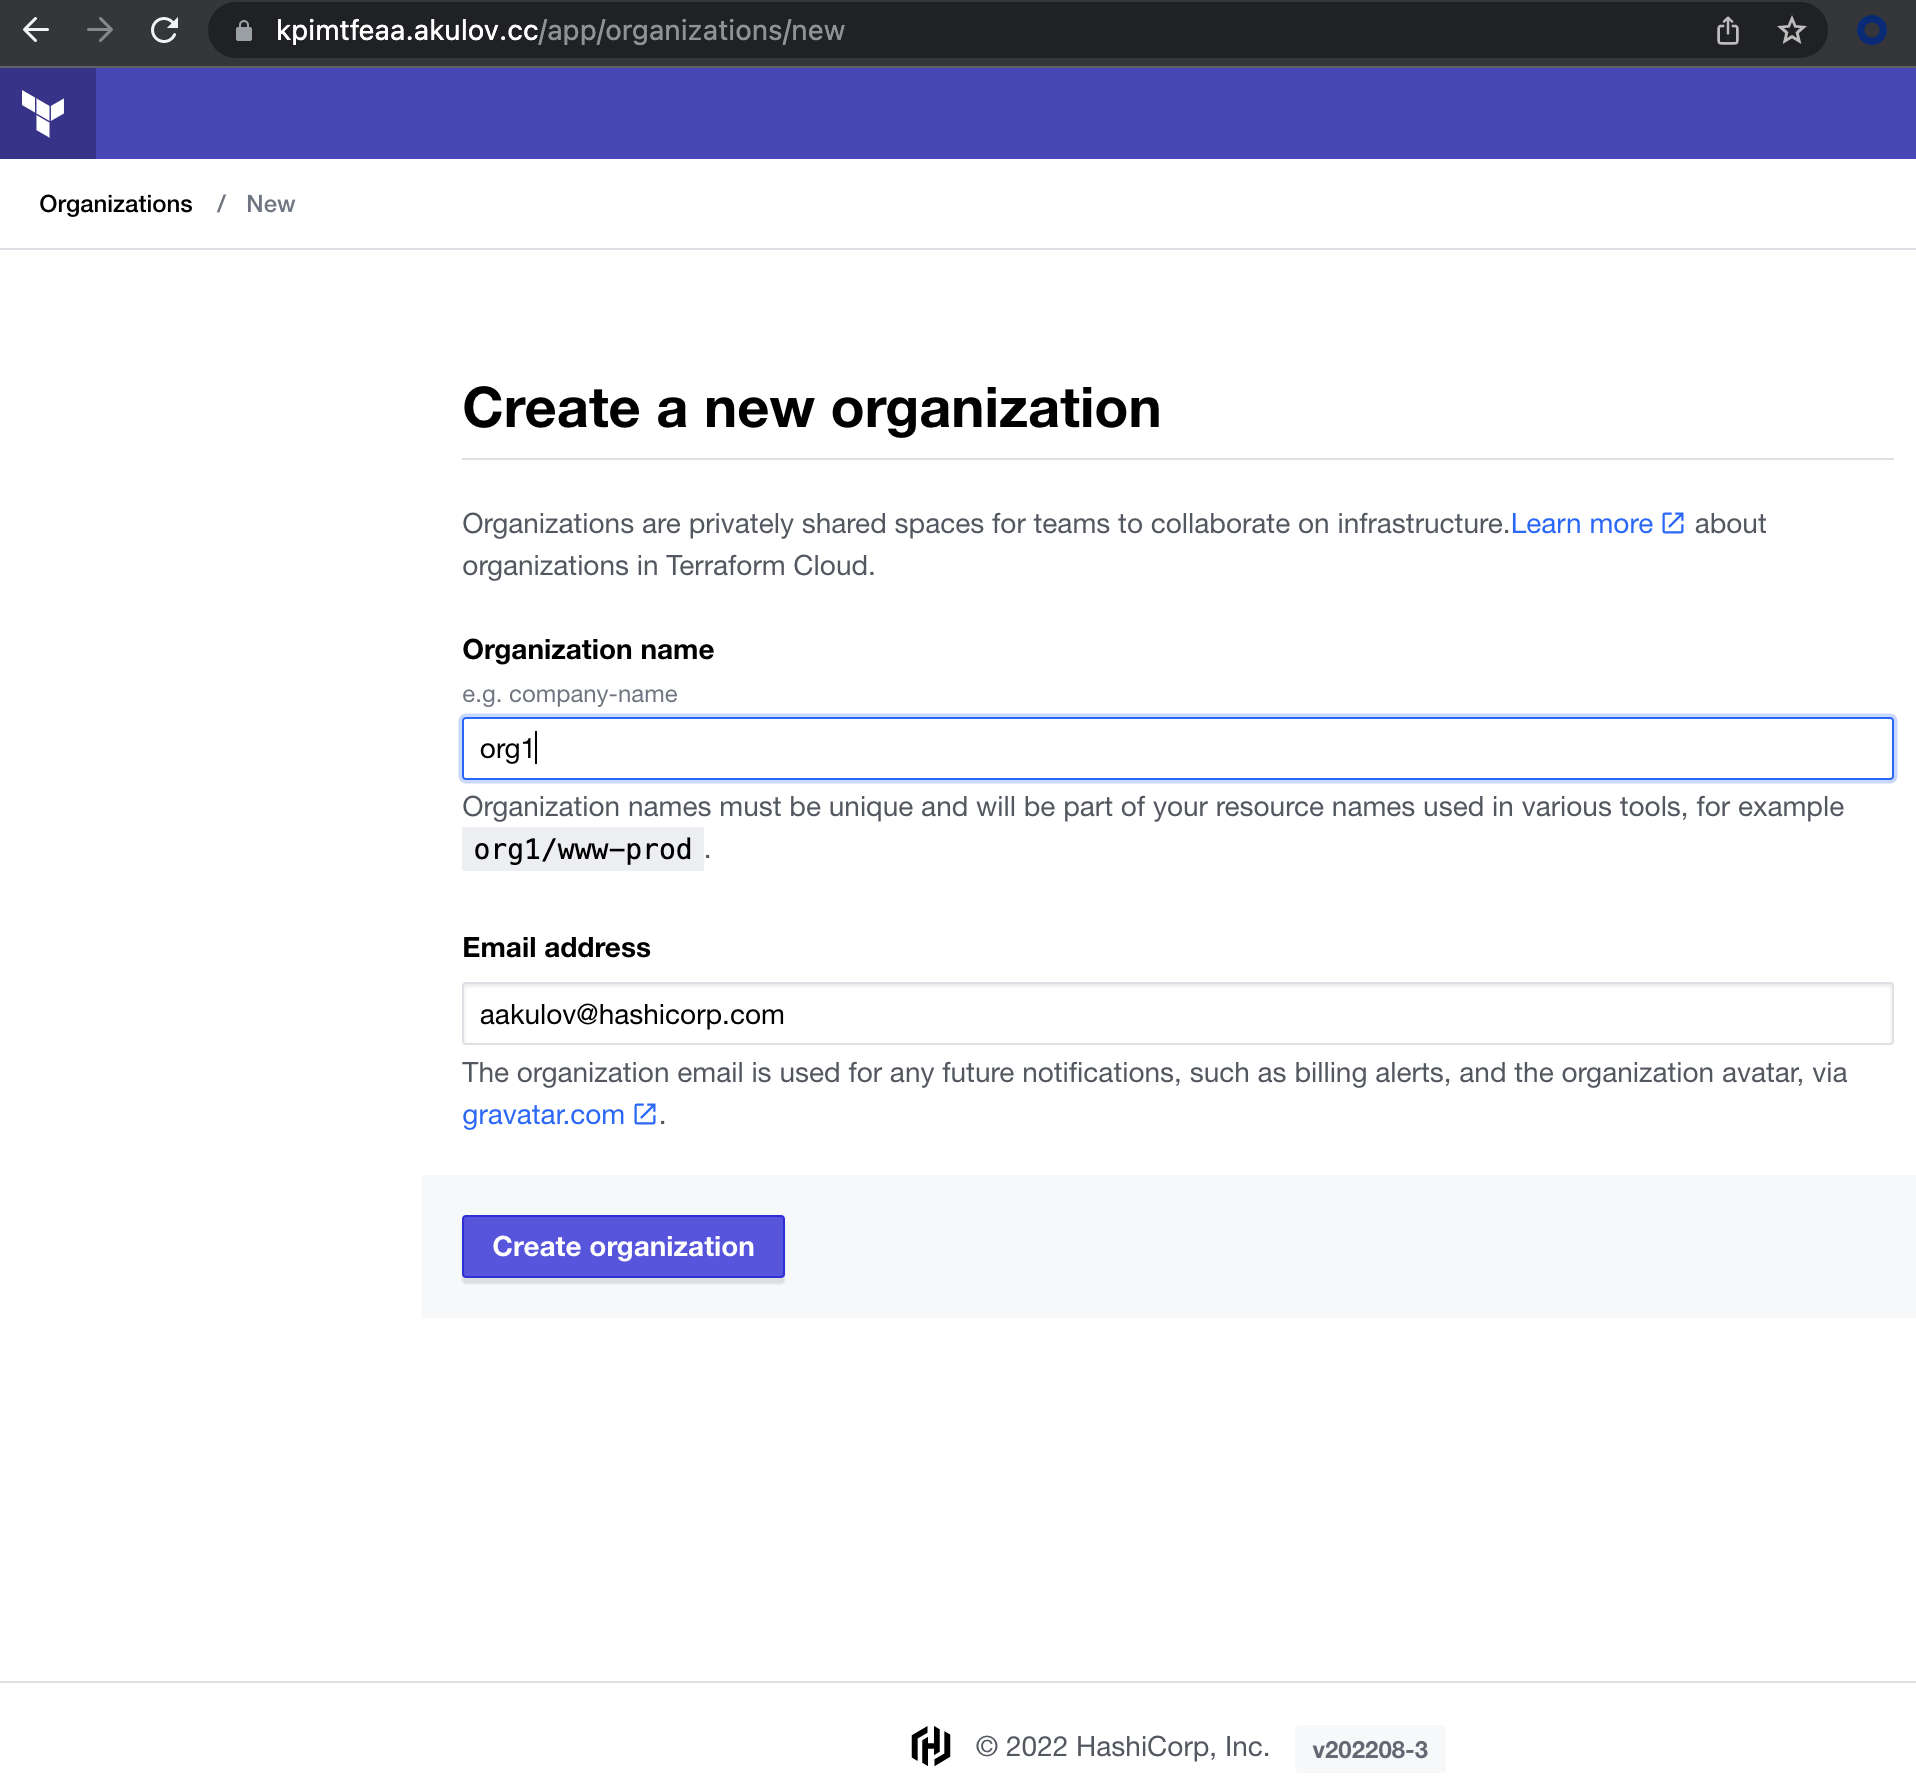 kpimtfeaa.akulov.cc/app/organizations/new
Organizations / New
Create a new organization
Organizations are privately shared spaces for teams to collaborate on infrastructure.Learn more about
organizations in Terraform Cloud.
Organization name
e.g. company-name
org1
Organization names must be unique and will be part of your resource names used in various tools, for example
org1/www-prod .
Email address
aakulov@hashicorp.com
The organization email is used for any future notifications, such as billing alerts, and the organization avatar, via
gravatar.com .
Create organization
© 2022 HashiCorp, Inc. v202208-3